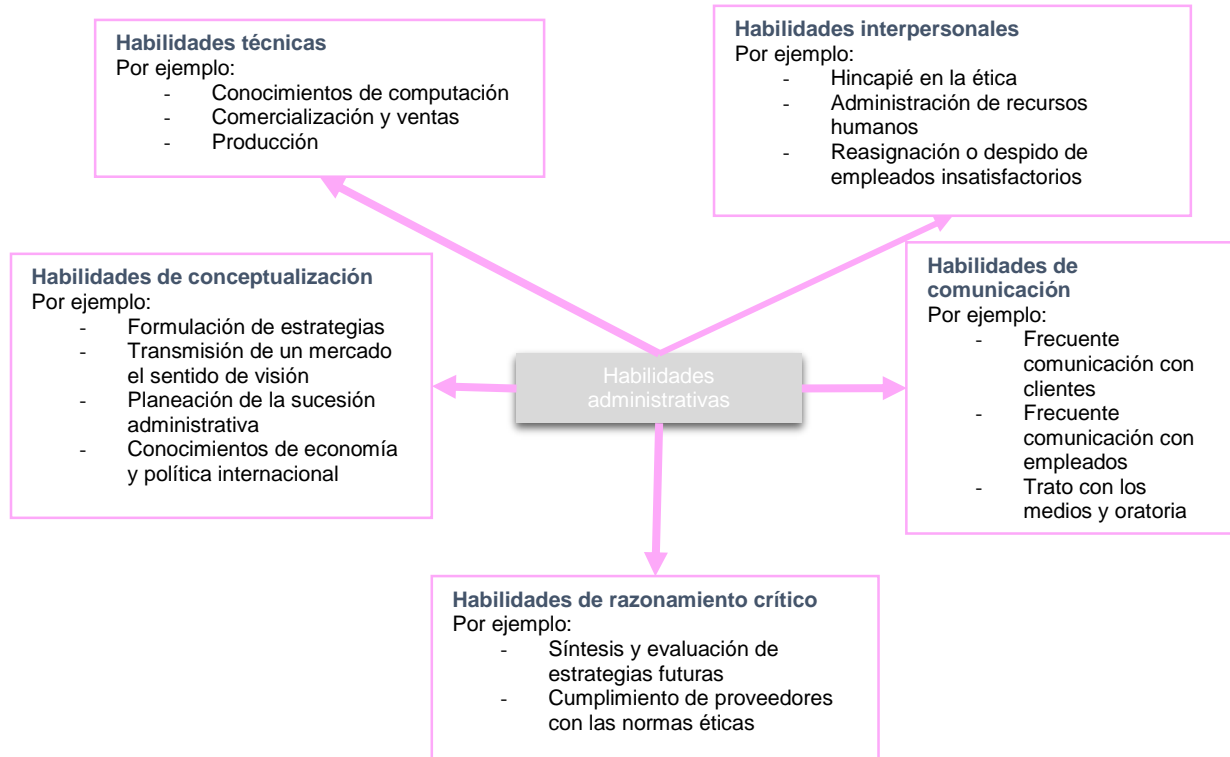 Habilidades técnicas
Por ejemplo:
- Conocimientos de computación
- Comercialización y ventas
- Producción
Habilidades interpersonales
Por ejemplo:
- Hincapié en la ética
- Administración de recursos
humanos
- Reasignación o despido de
empleados insatisfactorios
Habilidades de conceptualización
Por ejemplo:
- Formulación de estrategias
- Transmisión de un mercado
el sentido de visión
- Planeación de la sucesión
administrativa
- Conocimientos de economía
y política internacional
Habilidades
administrativas
Habilidades de
comunicación
Por ejemplo:
- Frecuente
comunicación con
clientes
- Frecuente
comunicación con
empleados
- Trato con los
medios y oratoria
Habilidades de razonamiento crítico
Por ejemplo:
- Síntesis y evaluación de
estrategias futuras
- Cumplimiento de proveedores
con las normas éticas